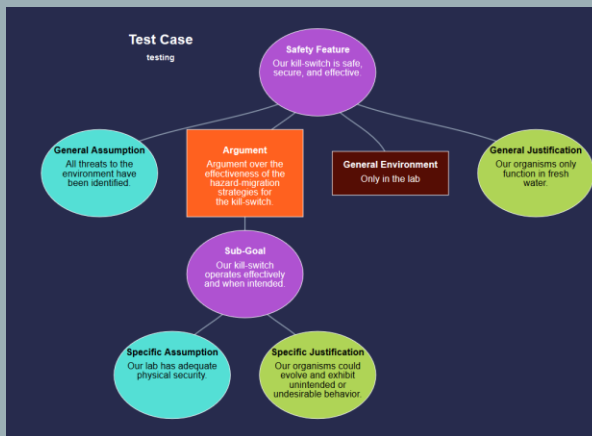 Test Case
testing
Safety Feature
Our kill-switch is safe,
secure, and effective.
General Assumption
All threats to the
environment have
been identified.
Argument
Argument over the
effectiveness of the
hazard-migration
strategies for
the kill-switch.
General Environment
Only in the lab
General Justification
Our organisms only
function in fresh
water.
Sub-Goal
Our kill-switch
operates effectively
and when intended.
Specific Assumption
Our lab has adequate
physical security.
Specific Justification
Our organisms could
evolve and exhibit
unintended or
undesirable behavior.